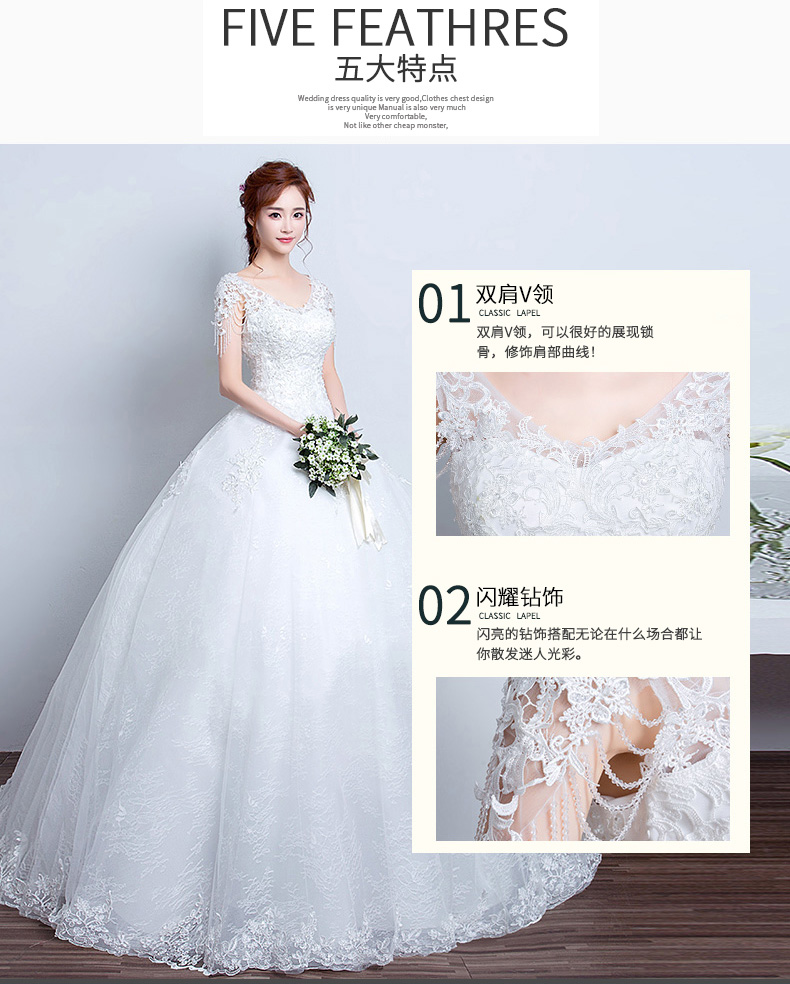 FIVE FEATHRES
五大特点
Wedding dress quality is very good,Clothes chest design
is very unique Manual is also very much
Very comfortable,
Not like other cheap monster,
01
双肩V领
CLASSIC LAPEL
双肩V领，可以很好的展现锁
骨，修饰肩部曲线！
02
闪耀钻饰
CLASSIC LAPEL
闪亮的钻饰搭配无论在什么场合都让
你散发迷人光彩。